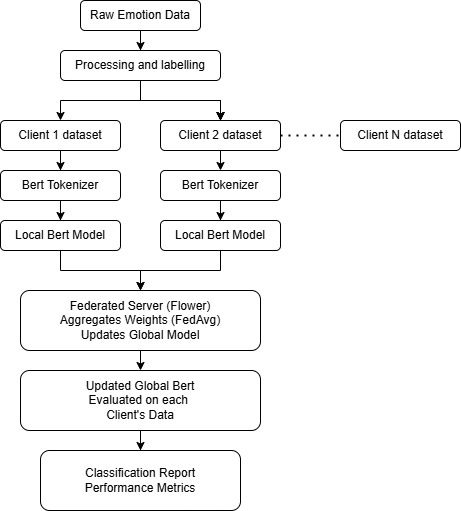 Raw Emotion Data
Processing and labelling
Client 1 dataset
Client 2 dataset
Client N dataset
Bert Tokenizer
Bert Tokenizer
Local Bert Model
Local Bert Model
Federated Server (Flower)
Aggregates Weights (FedAvg)
Updates Global Model
Updated Global Bert
Evaluated on each
Client's Data
Classification Report
Performance Metrics